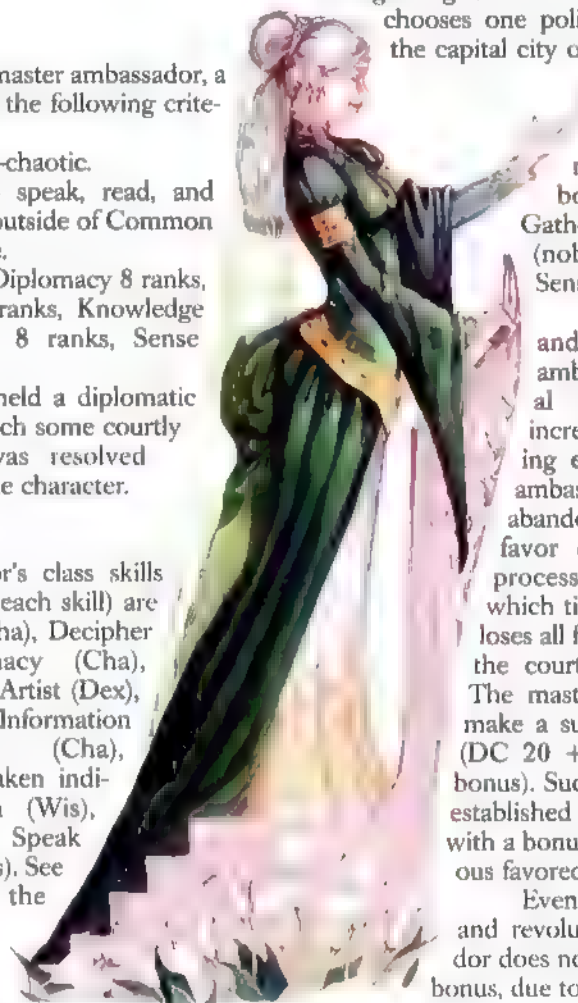 master ambassador, a
the following crite-
-chaotic.
speak, read, and
outside of Common
e.
Diplomacy 8 ranks,
ranks, Knowledge
8 ranks, Sense
held a diplomatic
ch some courtly
was resolved
e character.
or's class skills
each skill) are
ha), Decipher
macy (Cha),
Artist (Dex),
Information
(Cha),
aken indi-
(Wis),
Speak
s). See
the
chooses one poli
the capital city o
bo
Gath
(nob
Sens
and
amb
al
incre
ing e
ambas
abando
favor
process
which ti
loses all f
the court
The mast
make a su
(DC 20 +
bonus). Suc
established
with a bonu
ous favored
Even
and revolu
dor does no
bonus, due to